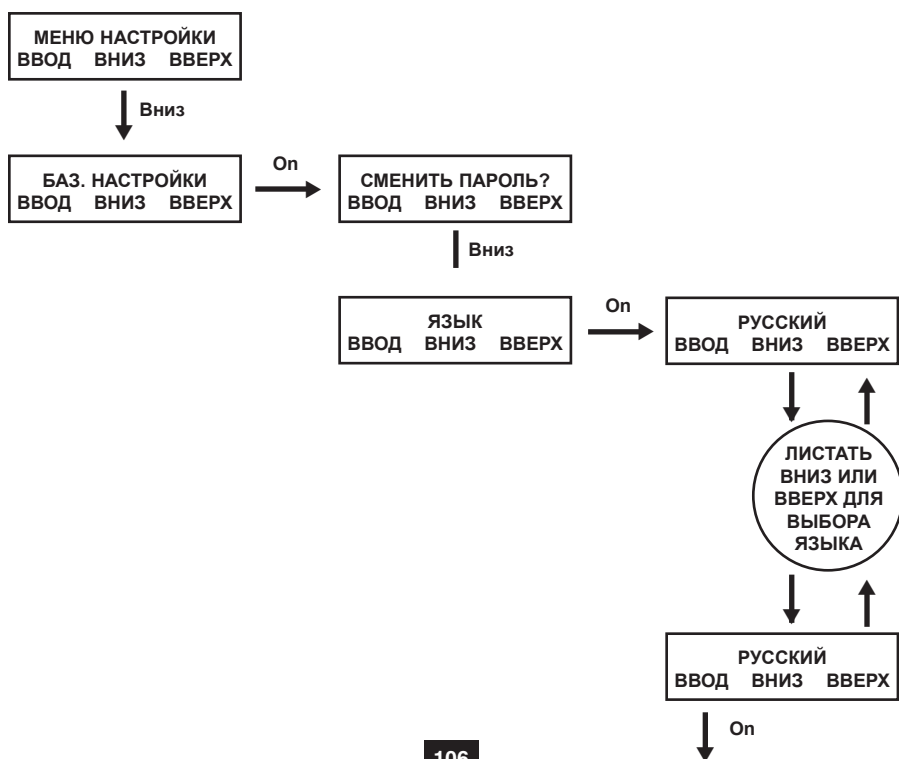 МЕНЮ НАСТРОЙКИ
ВВОД ВНИЗ ВВЕРХ
Вниз
БАЗ. НАСТРОЙКИ
ВВОД ВНИЗ ВВЕРХ
On
СМЕНИТЬ ПАРОЛЬ?
ВВОД ВНИЗ ВВЕРХ
Вниз
ЯЗЫК
ВВОД ВНИЗ ВВЕРХ
On
РУССКИЙ
ВВОД ВНИЗ ВВЕРХ
ЛИСТАТЬ
ВНИЗ ИЛИ
ВВЕРХ ДЛЯ
ВЫБОРА
ЯЗЫКА
РУССКИЙ
ВВОД ВНИЗ ВВЕРХ
On
106